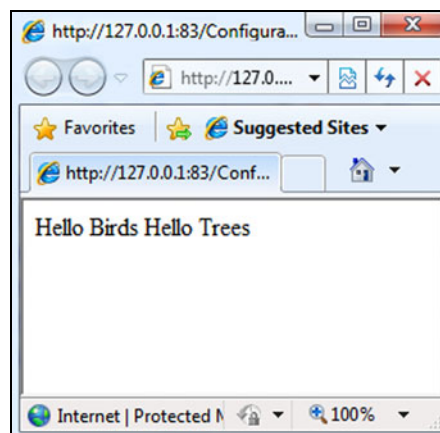 http://127.0.0.1:83/Configura...
http://127.0....
Favorites Suggested Sites
http://127.0.0.1:83/Conf...
Hello Birds Hello Trees
Internet | Protected 100%